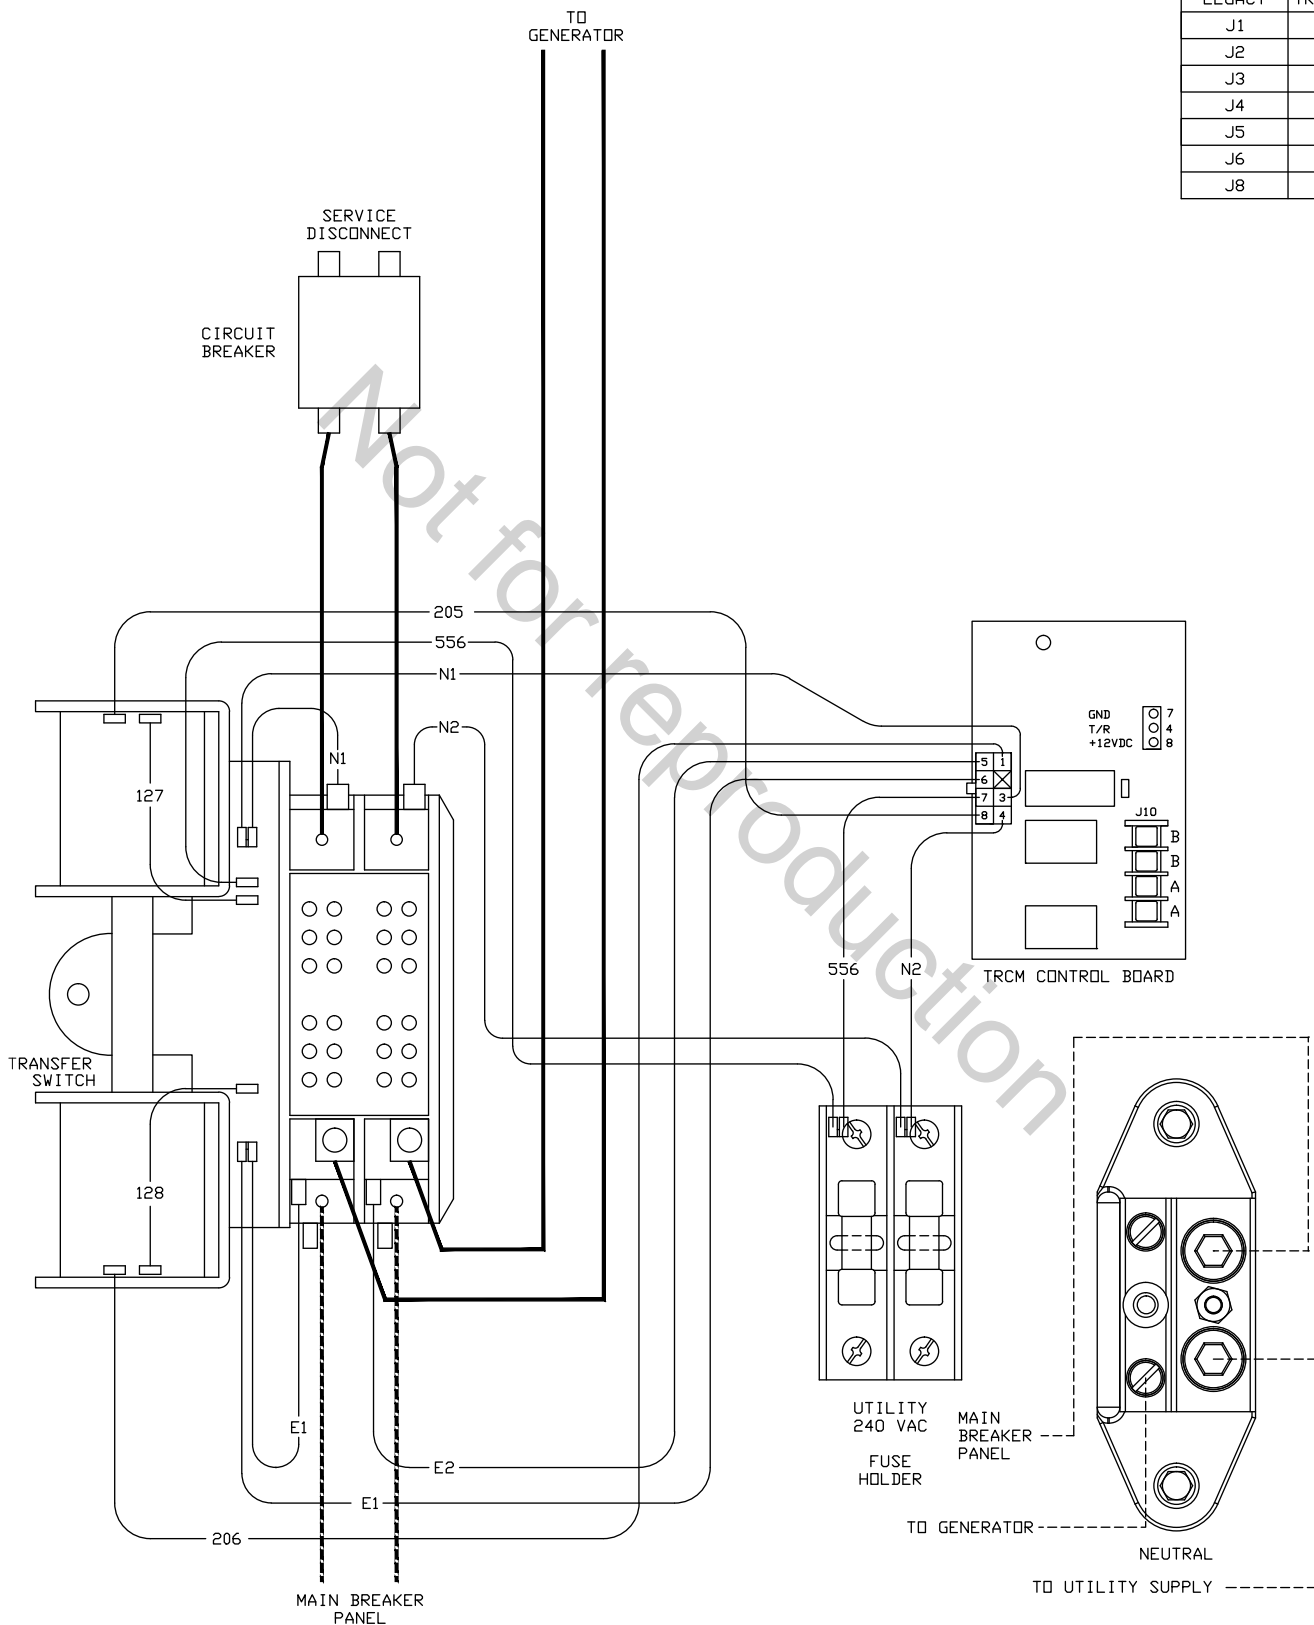 TO
GENERATOR
J1
J2
J3
J4
J5
J6
J8
SERVICE
DISCONNECT
CIRCUIT
BREAKER
Not for reproduction
205
556
N1
N2
N1
127
GND 7
T/R 4
+12VDC 8
5 1
6
7 3
8 4
J10
B
B
A
A
556 N2
TRCM CONTROL BOARD
TRANSFER
SWITCH
128
E1
E2
E1
206
UTILITY
240 VAC
FUSE
HOLDER
MAIN
BREAKER
PANEL
TO GENERATOR
NEUTRAL
TO UTILITY SUPPLY
MAIN BREAKER
PANEL